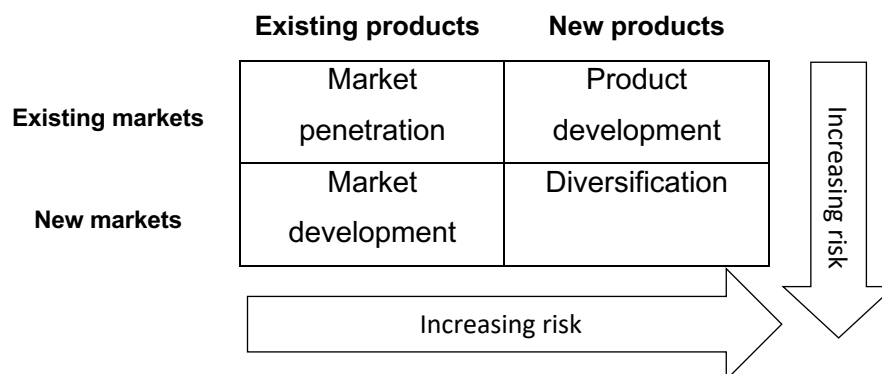 Existing products New products
Existing markets
Market
penetration
Product
development
New markets
Market
development
Diversification
Increasing risk
Increasing risk